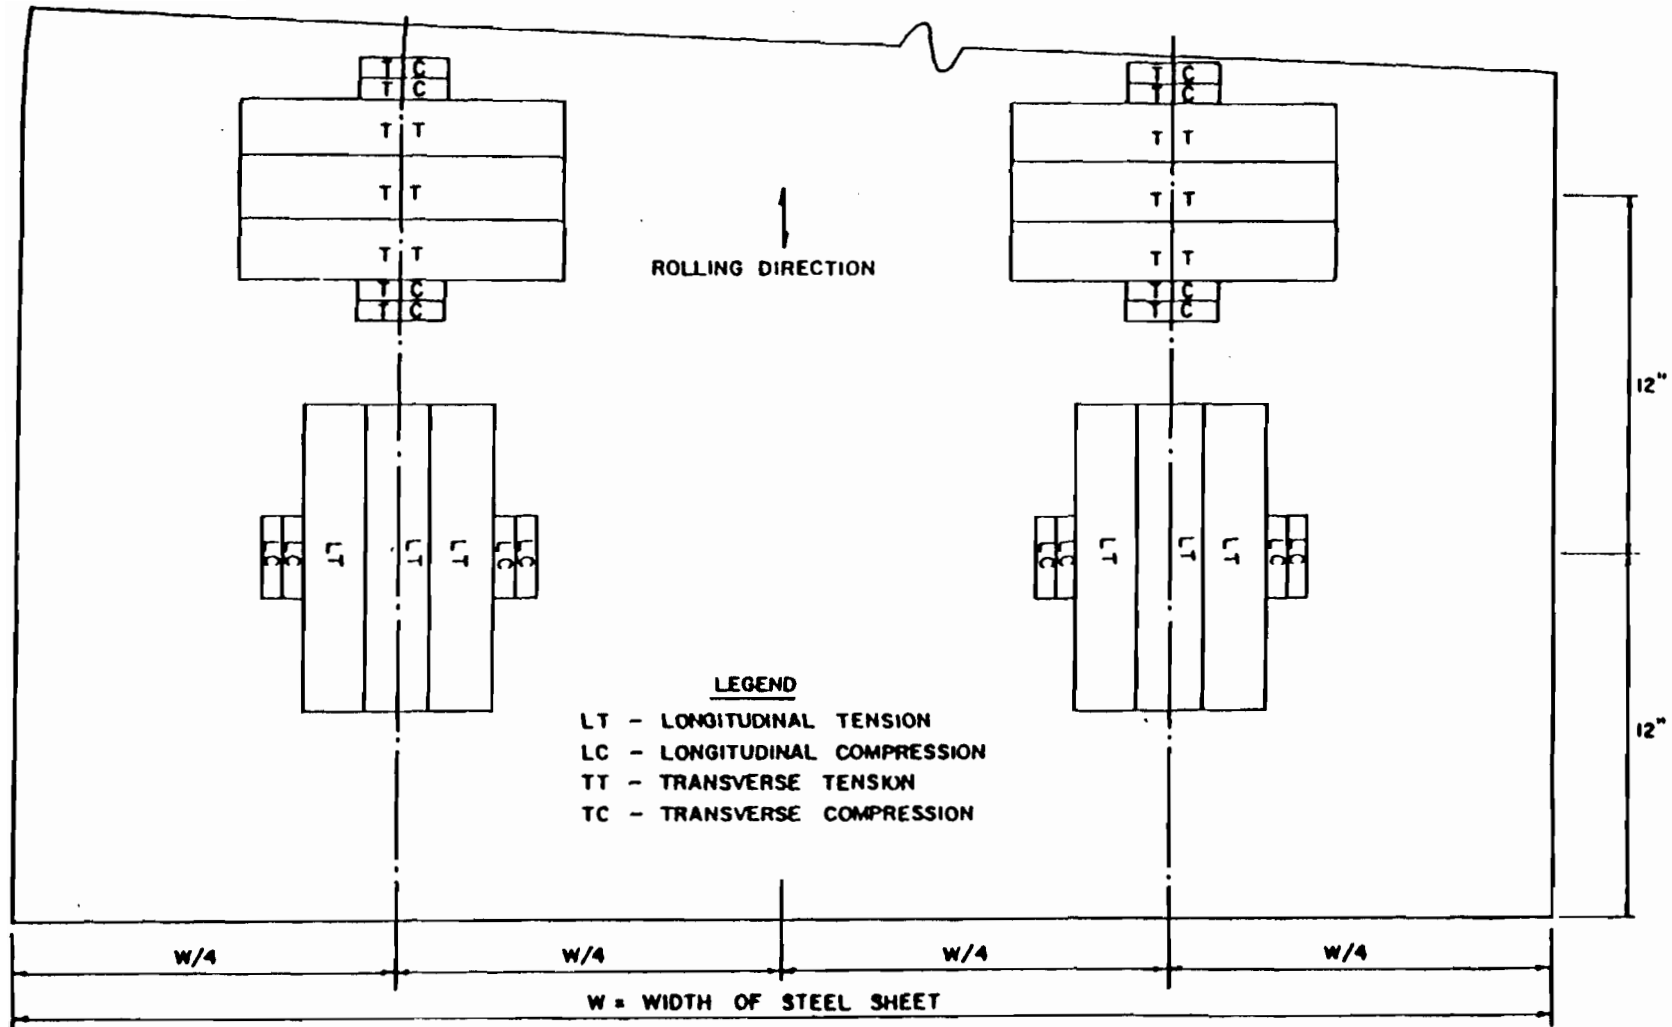 T C T C
T C T C
T T T T
T T T T
T T T T
T C T C
T C T C
ROLLING DIRECTION
12"
LC LC LT LT LT LC LC LC LC LT LT LT LC LC
LEGEND
LT - LONGITUDINAL TENSION
LC - LONGITUDINAL COMPRESSION
TT - TRANSVERSE TENSION
TC - TRANSVERSE COMPRESSION
12"
W/4 W/4 W/4 W/4
W = WIDTH OF STEEL SHEET